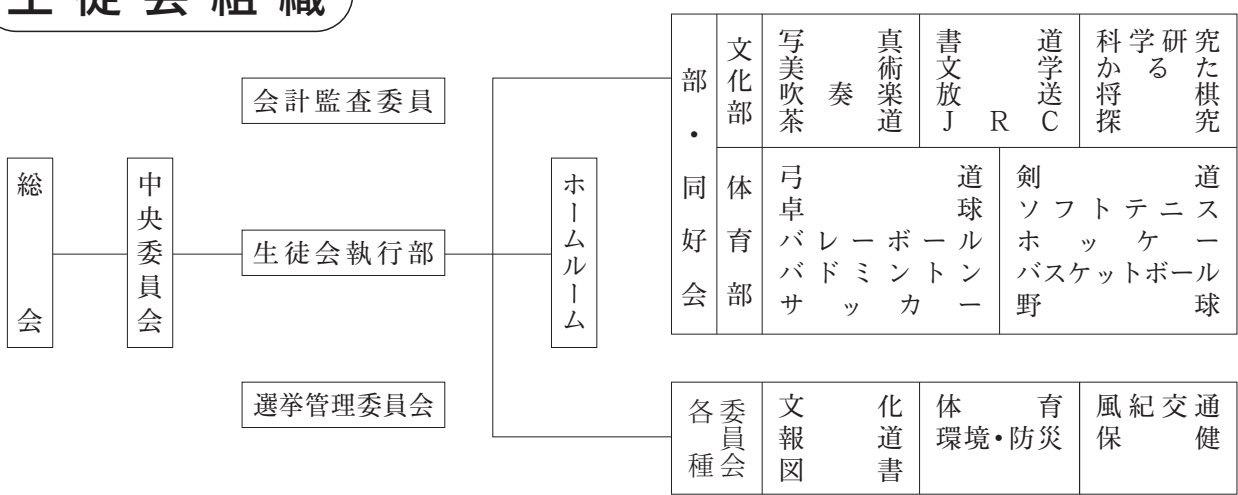 生徒会組織
総会
中央委員会
会計監査委員
生徒会執行部
選挙管理委員会
ホームルーム
部・同好会
文化部
写真
美術
吹奏楽
茶道
書道
文学
放送
JRC
科学研究
かるた
将棋
探究
体育部
弓道
卓球
バレーボール
バドミントン
サッカー
剣道
ソフトテニス
ホッケー
バスケットボール
野球
各種委員会
文化
報道
図書
体育
環境・防災
風紀交通
保健